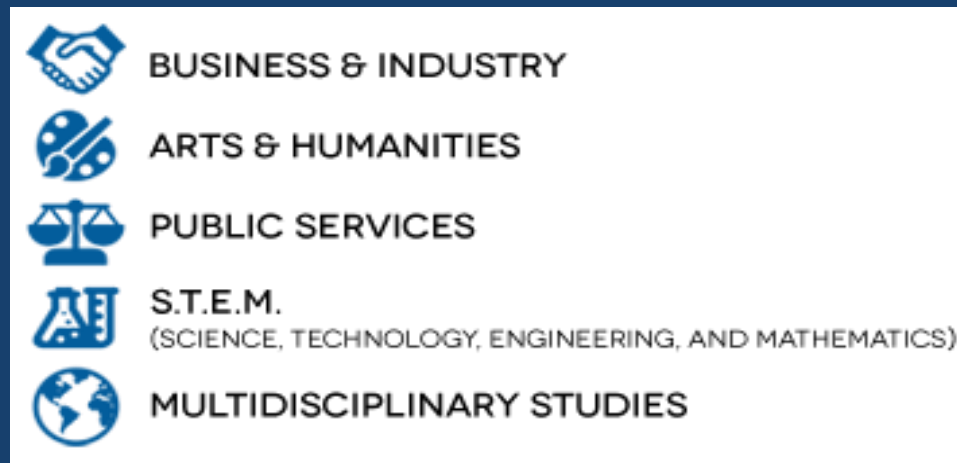 BUSINESS & INDUSTRY
ARTS & HUMANITIES
PUBLIC SERVICES
S.T.E.M.
(SCIENCE, TECHNOLOGY, ENGINEERING, AND MATHEMATICS)
MULTIDISCIPLINARY STUDIES